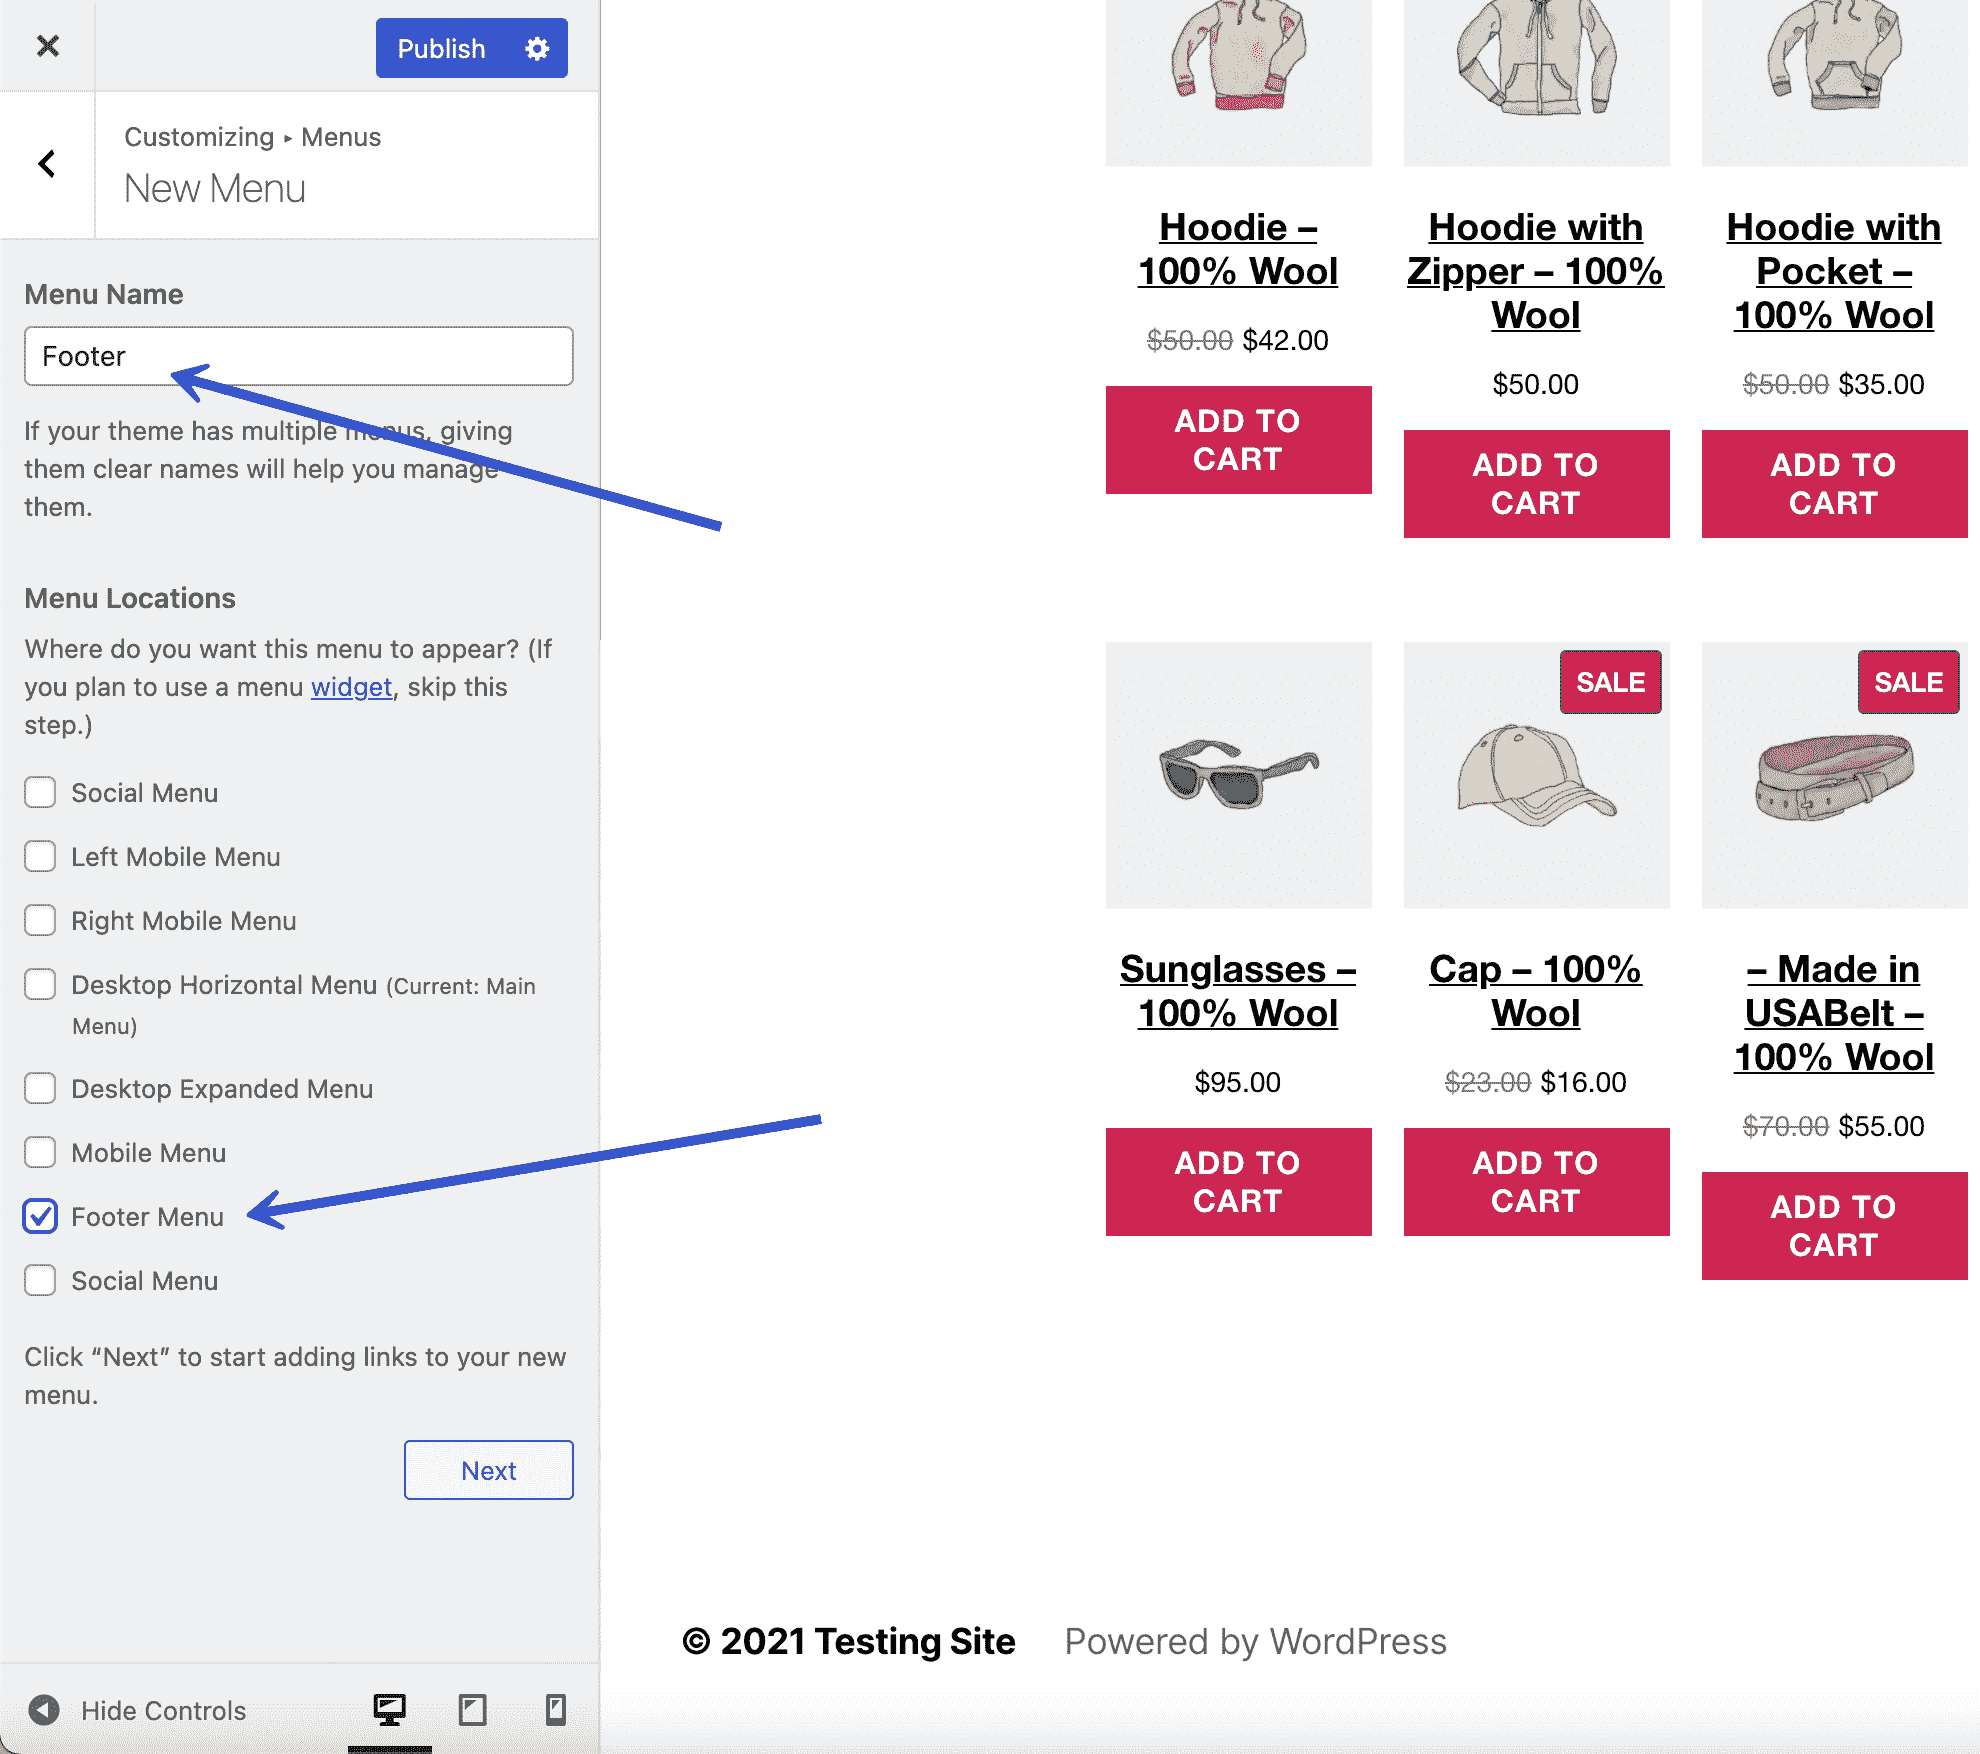 Publish
Customizing ▸ Menus
New Menu
Menu Name
Footer
If your theme has multiple menus, giving
them clear names will help you manage
them.
Menu Locations
Where do you want this menu to appear? (If
you plan to use a menu widget, skip this
step.)
Social Menu
Left Mobile Menu
Right Mobile Menu
Desktop Horizontal Menu (Current: Main
Menu)
Desktop Expanded Menu
Mobile Menu
Footer Menu
Social Menu
Click “Next” to start adding links to your new
menu.
Next
Hide Controls
Hoodie –
100% Wool
$50.00 $42.00
ADD TO
CART
Hoodie with
Zipper – 100%
Wool
$50.00
ADD TO
CART
Hoodie with
Pocket –
100% Wool
$50.00 $35.00
ADD TO
CART
Sunglasses –
100% Wool
$95.00
ADD TO
CART
SALE
Cap – 100%
Wool
$23.00 $16.00
ADD TO
CART
SALE
– Made in
USABelt –
100% Wool
$70.00 $55.00
ADD TO
CART
© 2021 Testing Site Powered by WordPress